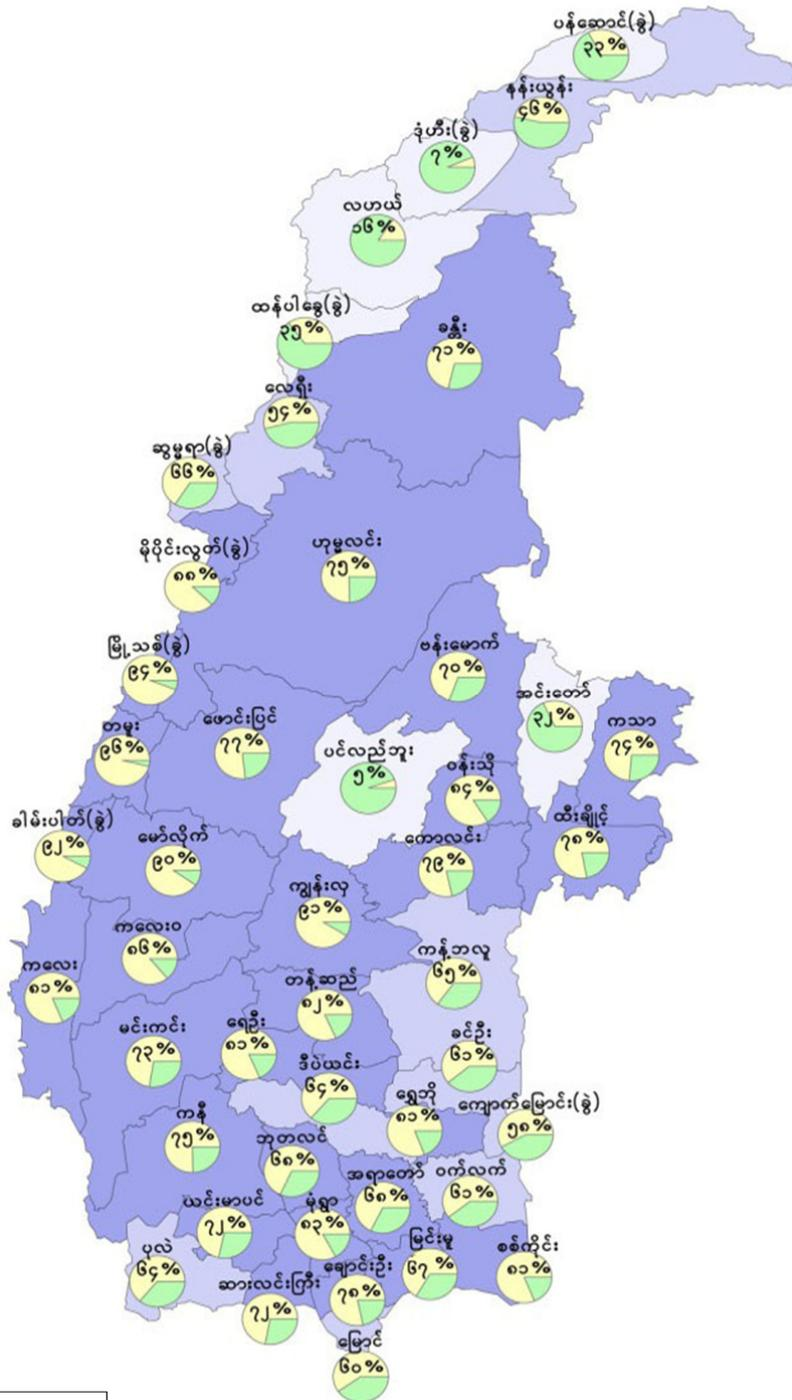 ပန်ဆောင်(ခွဲ)
၃၃%
နန်းယွန်း
၄၆%
ဒုံဟီး(ခွဲ)
၇%
လဟယ်
၁၆%
ထန်ပါခွေ(ခွဲ)
၃၅%
ခန္တီး
၇၁%
လေရှီး
၅၄%
ဆွမ္မရာ(ခွဲ)
၆၆%
မိုပိုင်းလွတ်(ခွဲ)
၈၈%
ဟုမ္မလင်း
၇၅%
မြို့သစ်(ခွဲ)
၉၄%
ဗန်းမောက်
၇၀%
အင်းတော်
၃၂%
ကသာ
၇၄%
တမူး
၉၆%
ဖောင်းပြင်
၇၇%
ပင်လည်ဘူး
၅%
ဝန်းသို
၈၄%
ထီးချိုင့်
၇၈%
ခါမ်းပါတ်(ခွဲ)
၉၂%
မော်လိုက်
၉၀%
ကောလင်း
၇၉%
ကျွန်းလှ
၉၁%
ကလေးဝ
၈၆%
ကန့်ဘလူ
၆၅%
ကလေး
၈၁%
တန့်ဆည်
၈၂%
မင်းကင်း
၇၃%
ရေဦး
၈၁%
ခင်ဦး
၆၁%
ဒီပဲယင်း
၆၄%
ရွှေဘို
၈၁%
ကျောက်မြောင်း(ခွဲ)
၅၈%
ကနီ
၇၅%
ဘုတလင်
၆၈%
အရာတော်
၆၈%
ဝက်လက်
၆၁%
ယင်းမာပင်
၇၂%
မုံရွာ
၈၃%
မြင်းမူ
၆၇%
စစ်ကိုင်း
၈၁%
ပုလဲ
၆၄%
ဆားလင်းကြီး
၇၂%
ချောင်းဦး
၇၈%
မြောင်
၆၀%